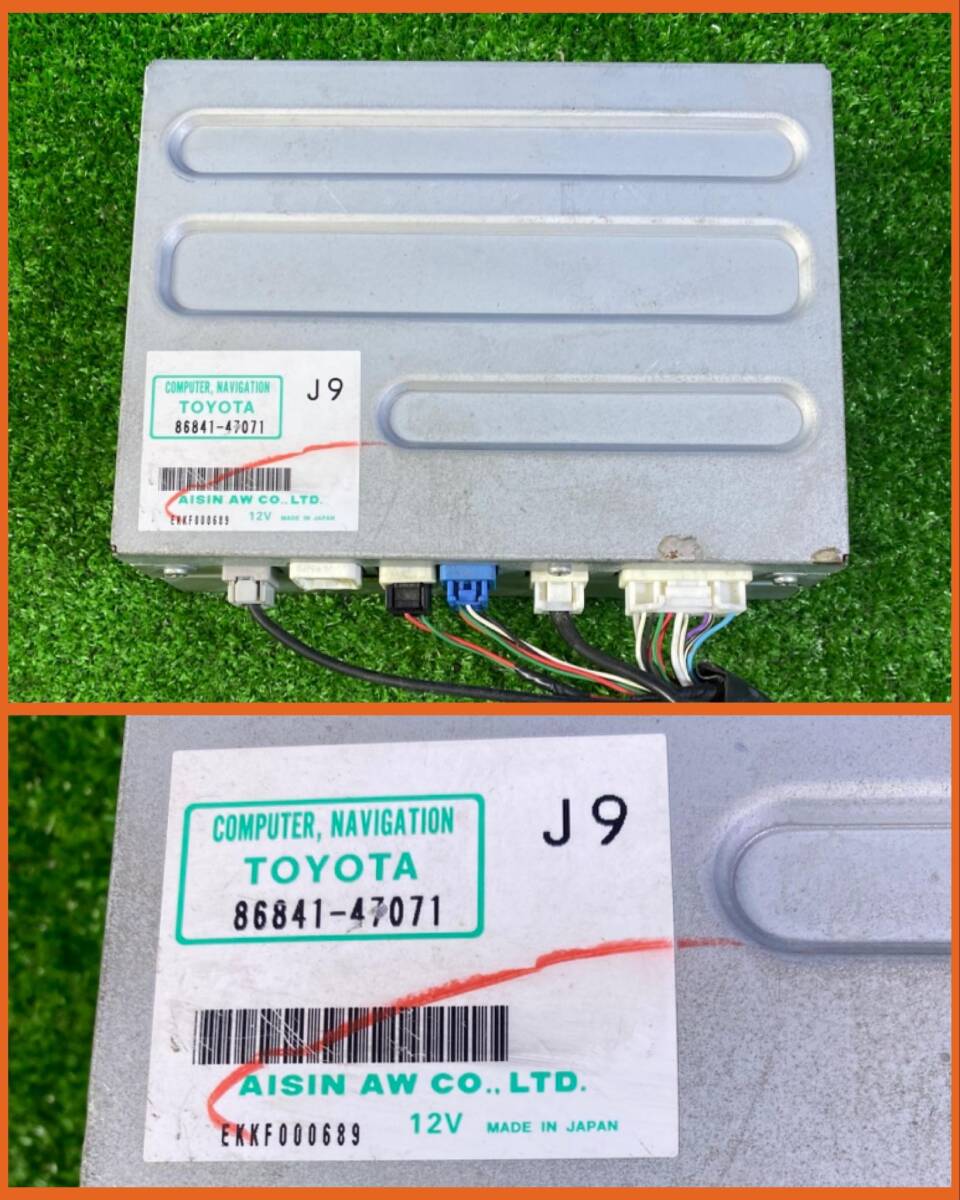 COMPUTER, NAVIGATION
TOYOTA
86841-47071
J9
AISIN AW CO., LTD.
EKKF000689
12V MADE IN JAPAN
COMPUTER, NAVIGATION
TOYOTA
86841-47071
J9
AISIN AW CO., LTD.
EKKF000689
12V MADE IN JAPAN